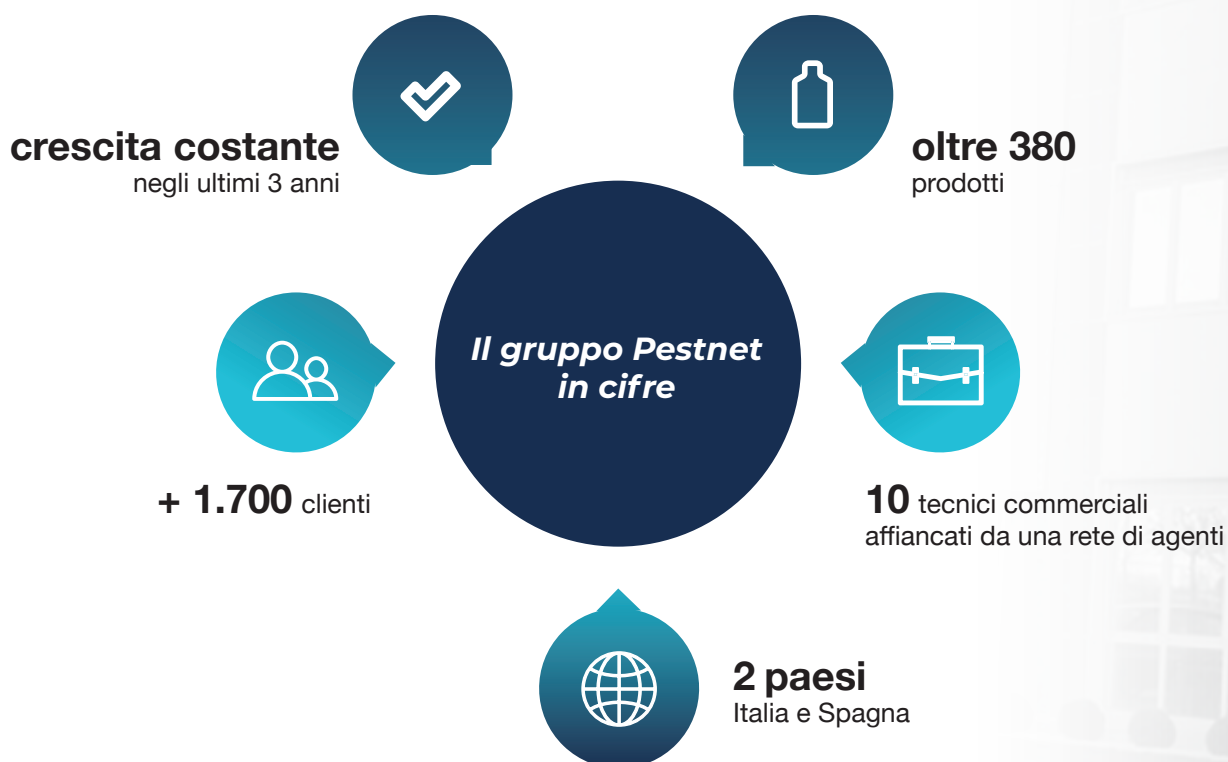 crescita costante
negli ultimi 3 anni
oltre 380
prodotti
Il gruppo Pestnet
in cifre
+ 1.700 clienti
10 tecnici commerciali
affiancati da una rete di agenti
2 paesi
Italia e Spagna